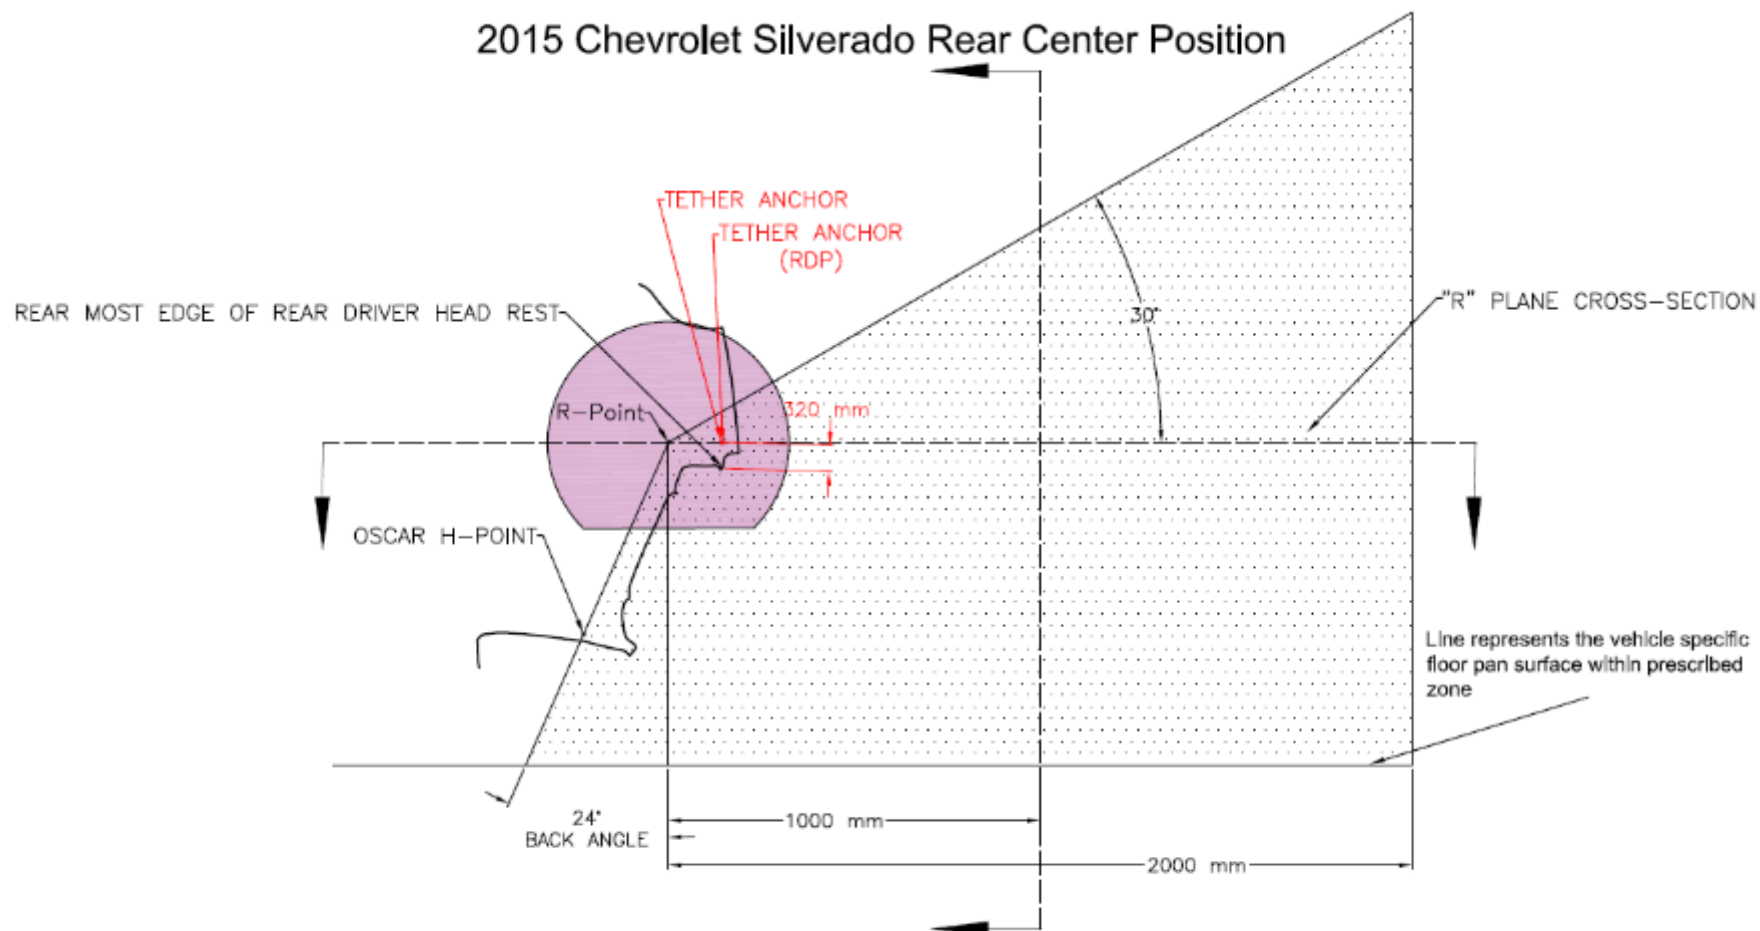 2015 Chevrolet Silverado Rear Center Position
TETHER ANCHOR
TETHER ANCHOR
(RDP)
REAR MOST EDGE OF REAR DRIVER HEAD REST
"R" PLANE CROSS-SECTION
30°
R-Point
320 mm
OSCAR H-POINT
Line represents the vehicle specific
floor pan surface within prescribed
zone
24°
BACK ANGLE
1000 mm
2000 mm